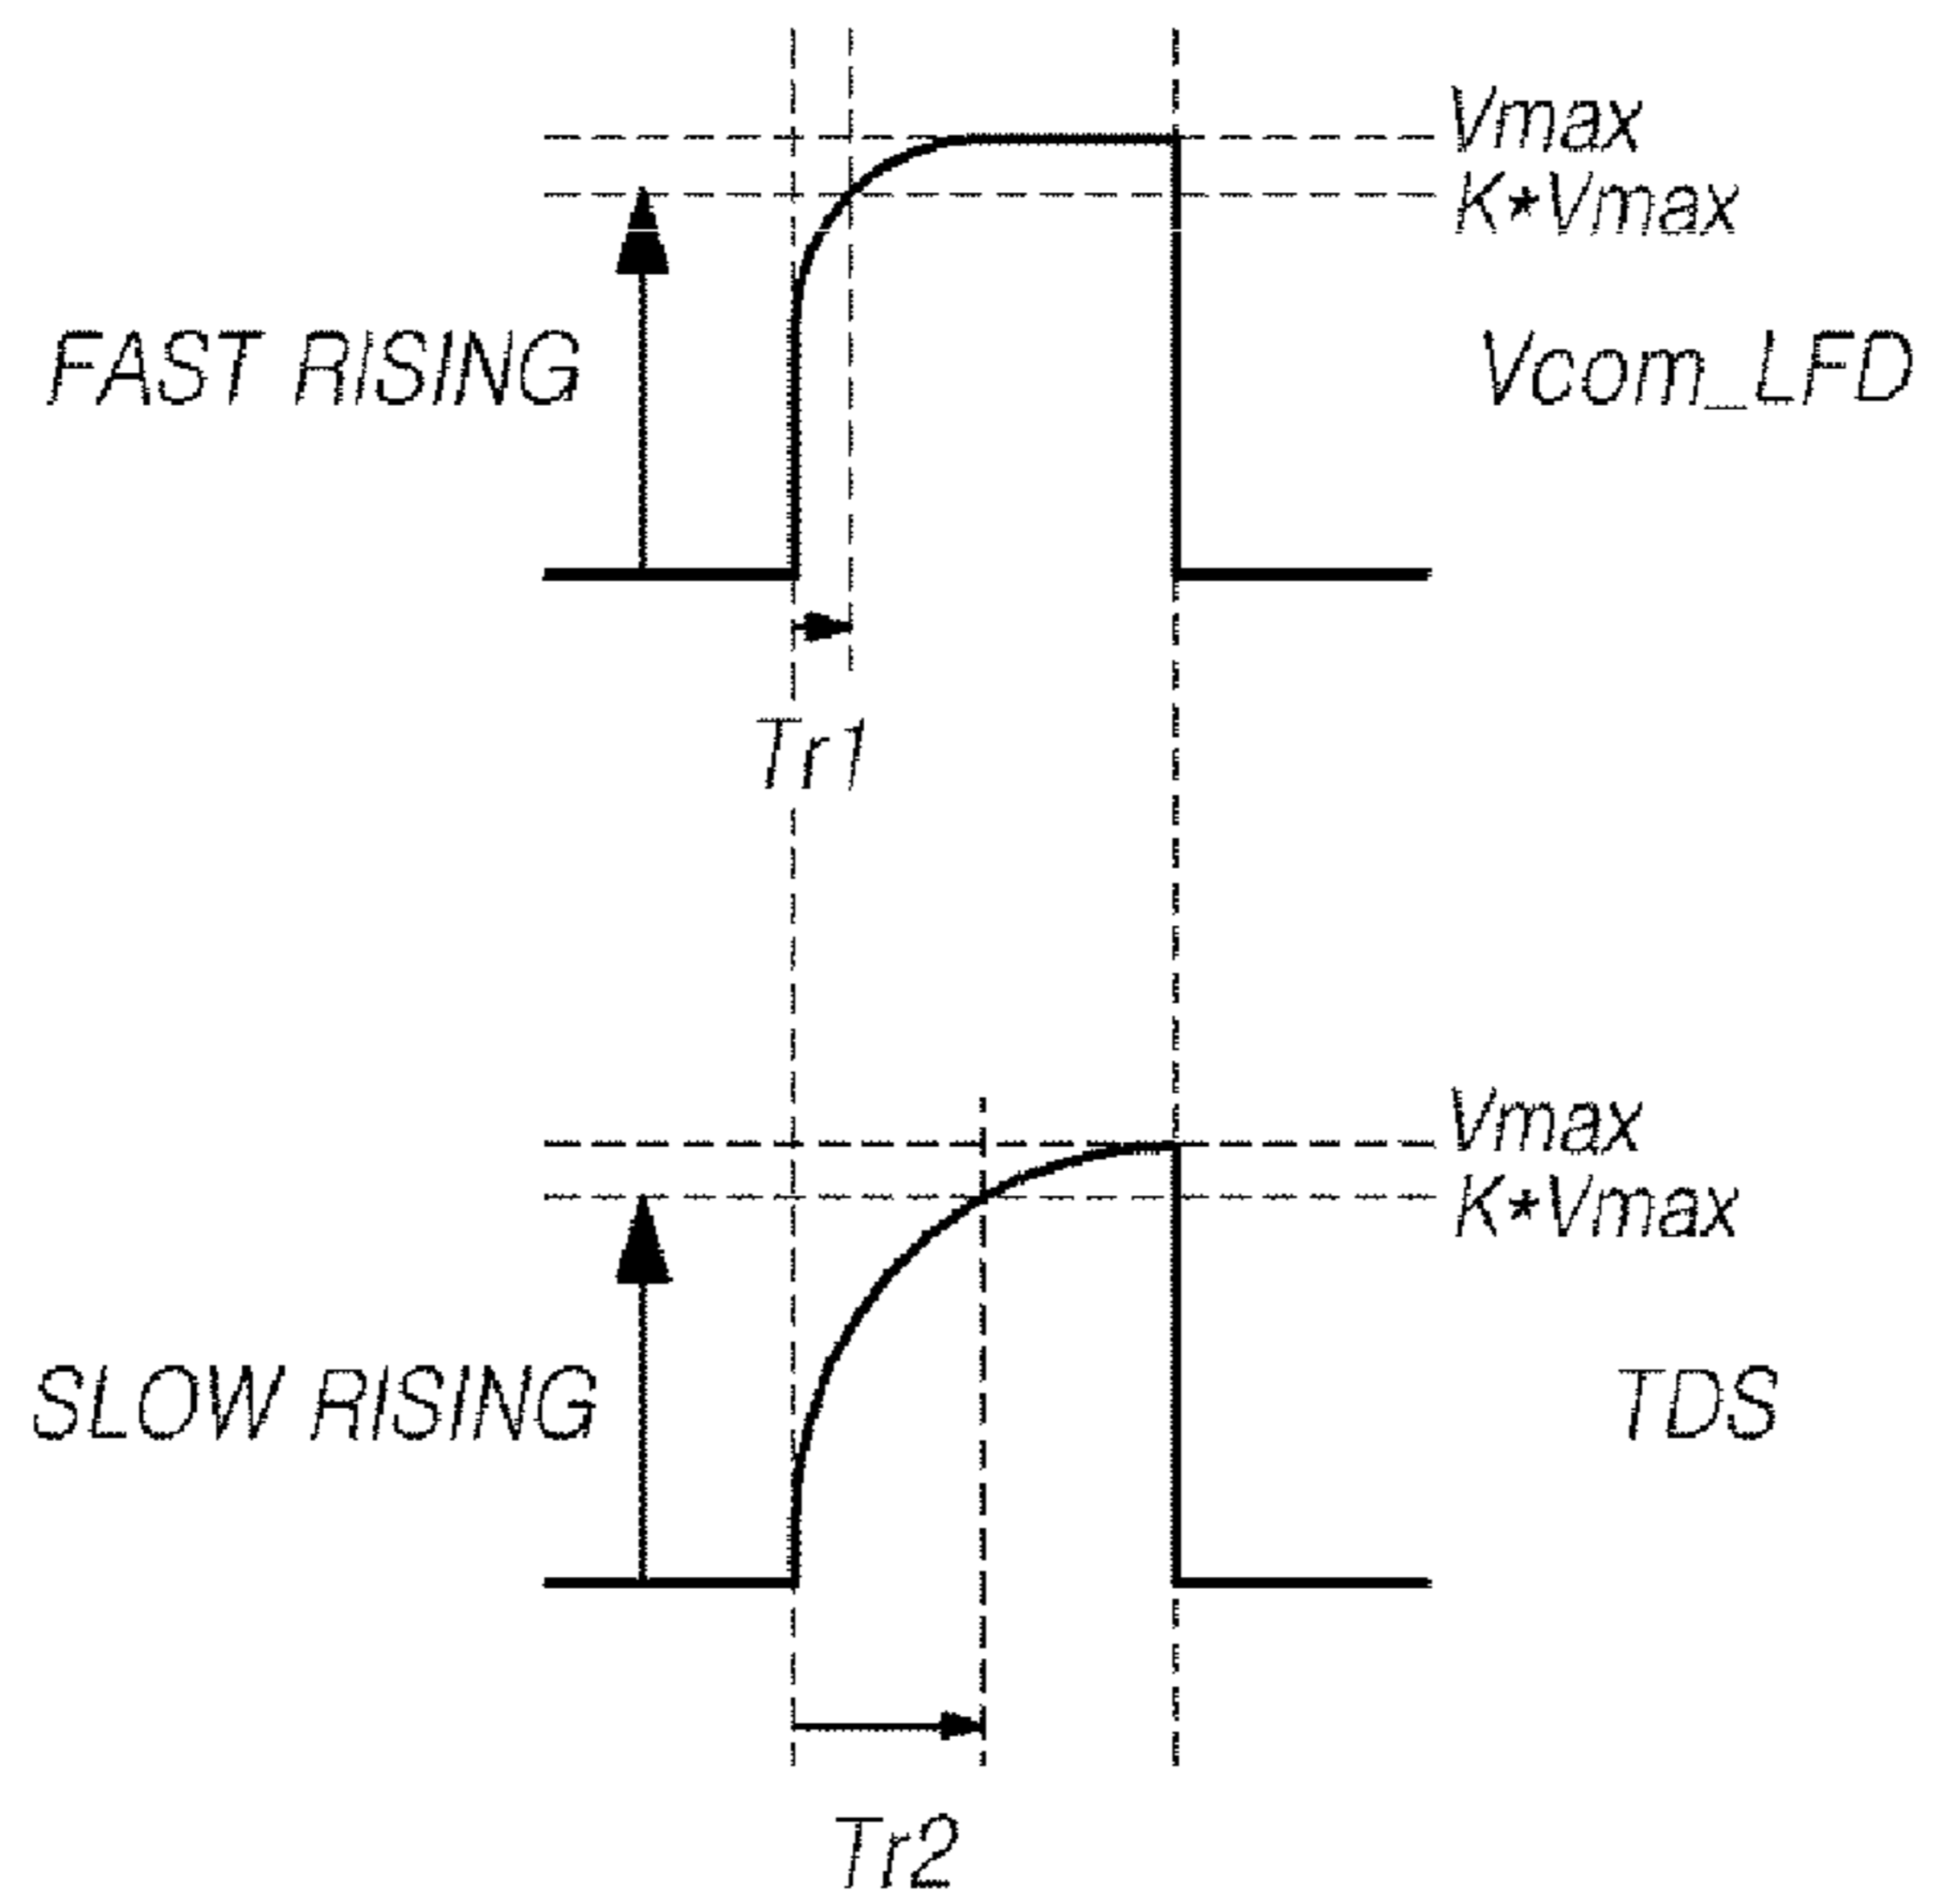 Vmax
K★Vmax
FAST RISING
Vcom_LFD
Tr1
Vmax
K★Vmax
SLOW RISING
TDS
Tr2